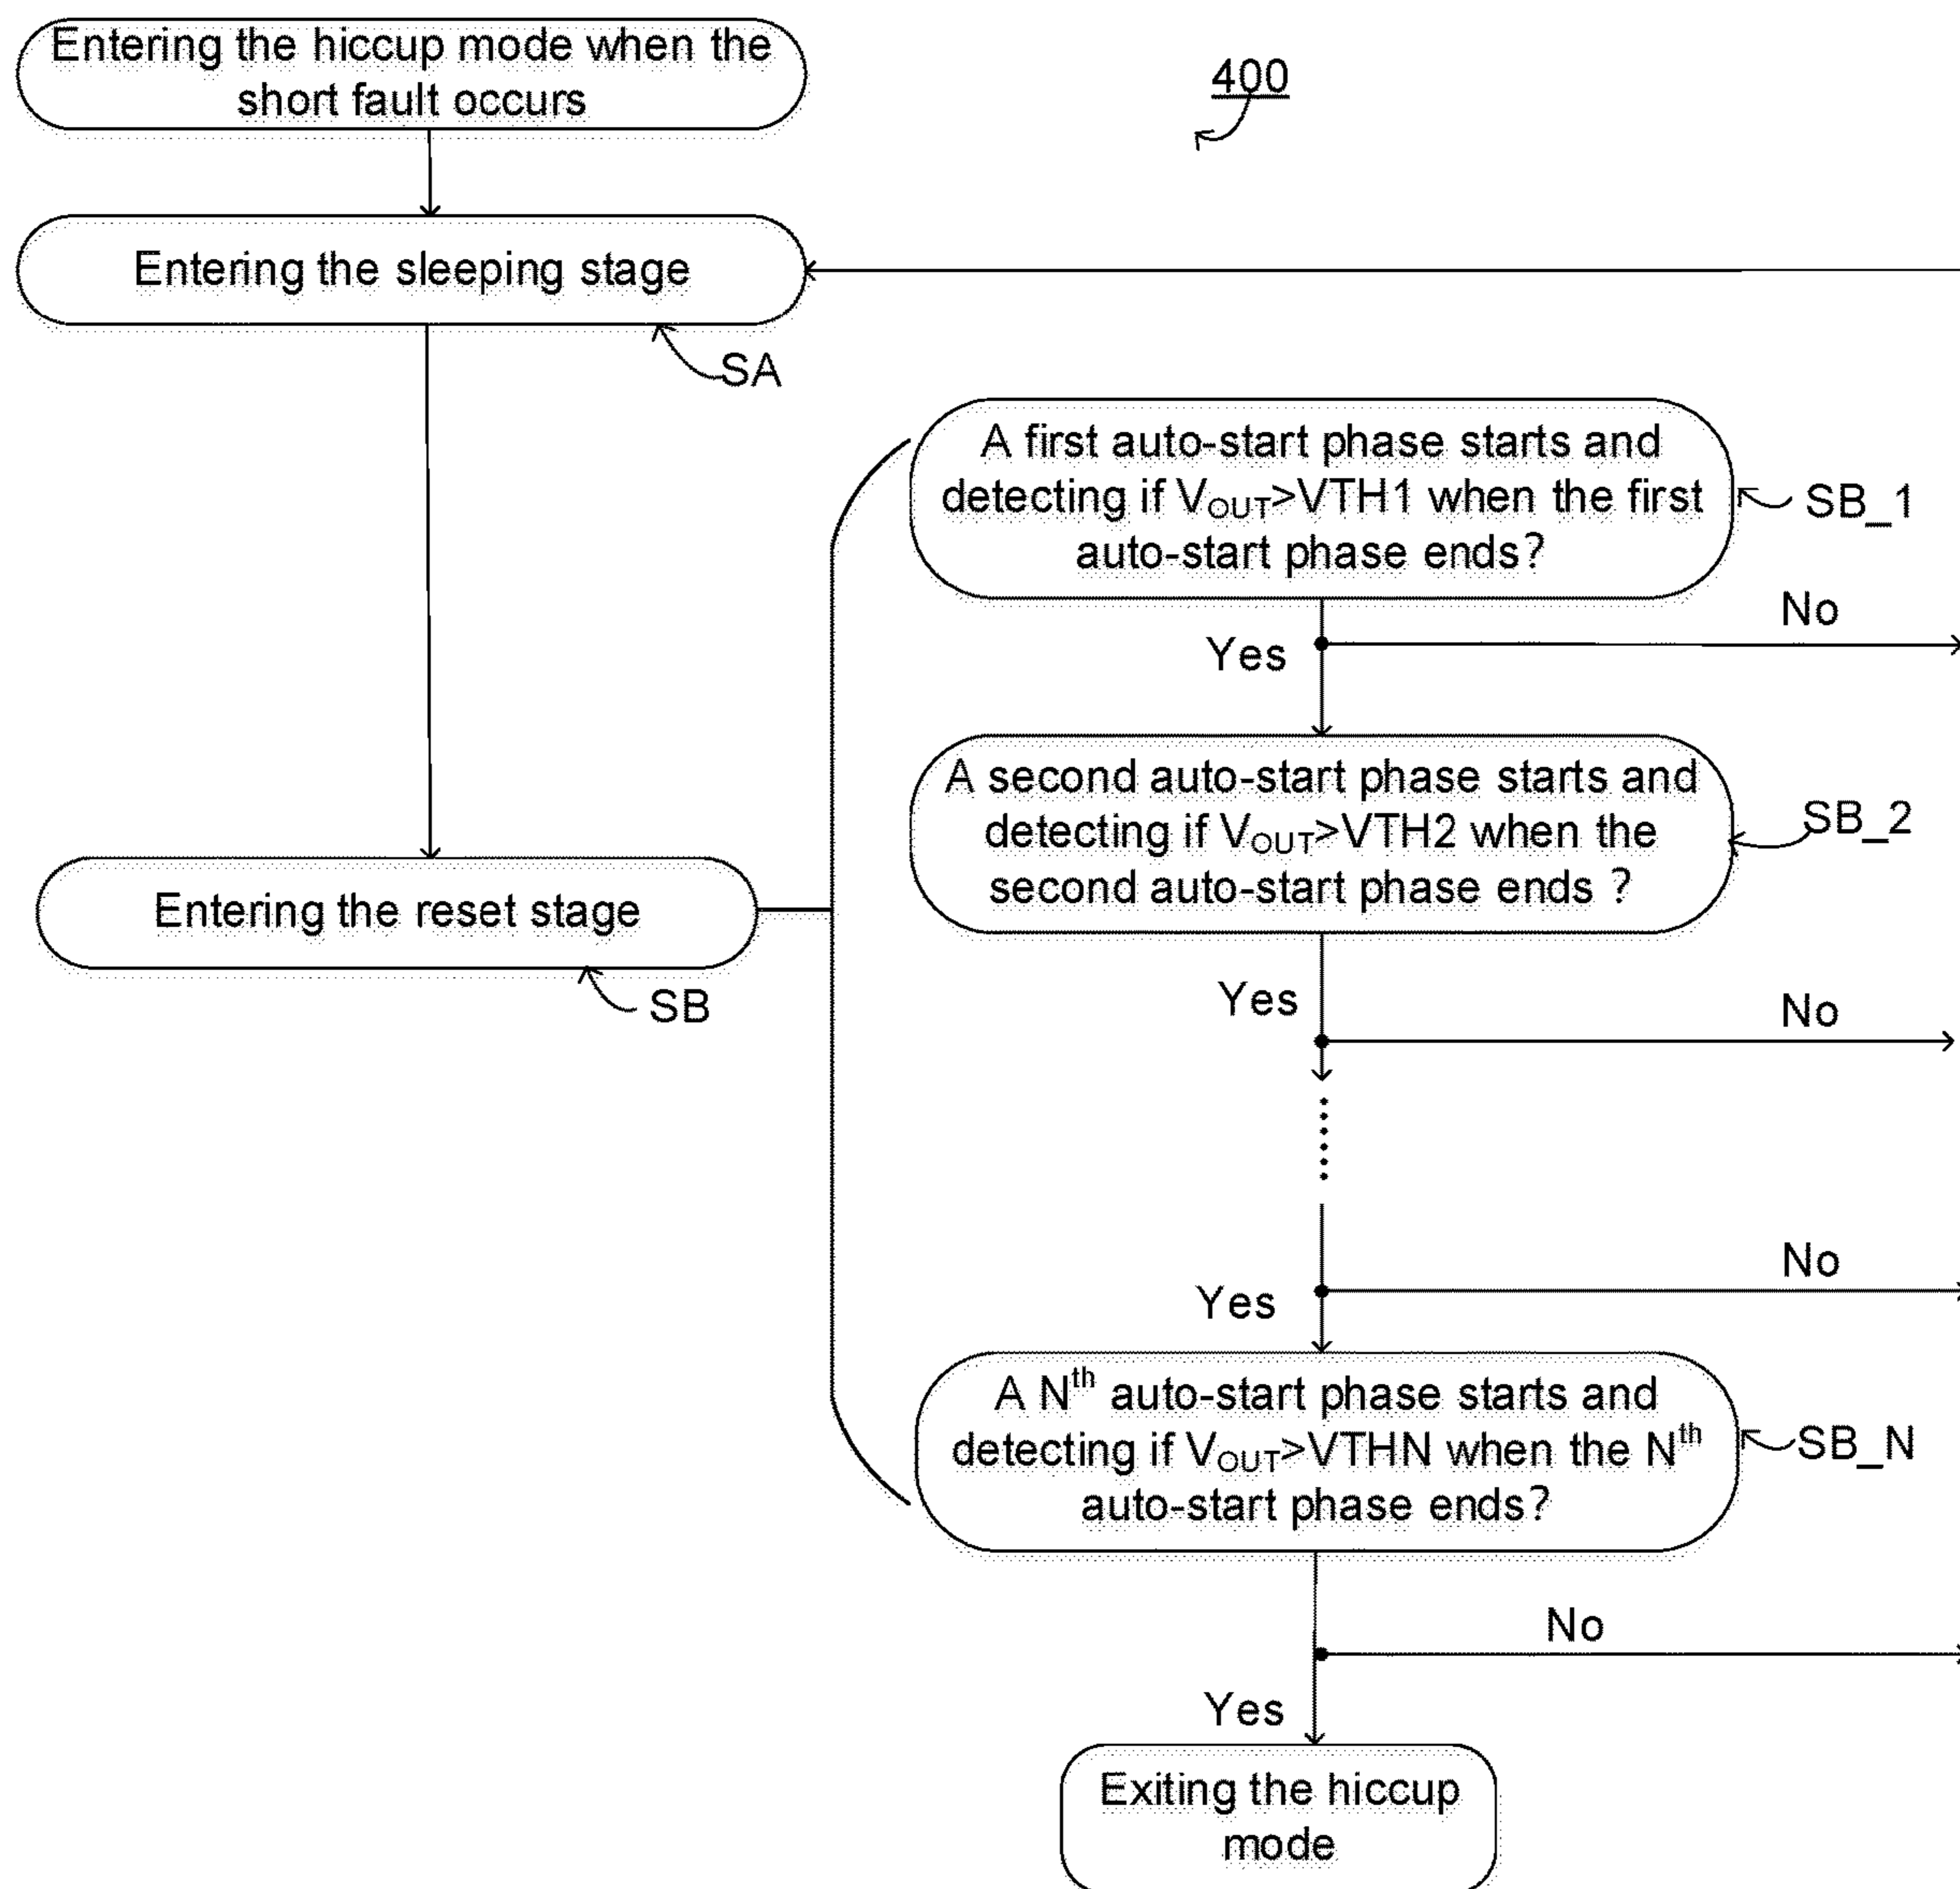 Entering the hiccup mode when the
short fault occurs
400
Entering the sleeping stage
SA
A first auto-start phase starts and
detecting if VOUT>VTH1 when the first
auto-start phase ends?
SB_1
No
Yes
A second auto-start phase starts and
detecting if VOUT>VTH2 when the
second auto-start phase ends ?
SB_2
Entering the reset stage
SB
Yes
No
No
Yes
A Nth auto-start phase starts and
detecting if VOUT>VTHN when the Nth
auto-start phase ends?
SB_N
No
Yes
Exiting the hiccup
mode